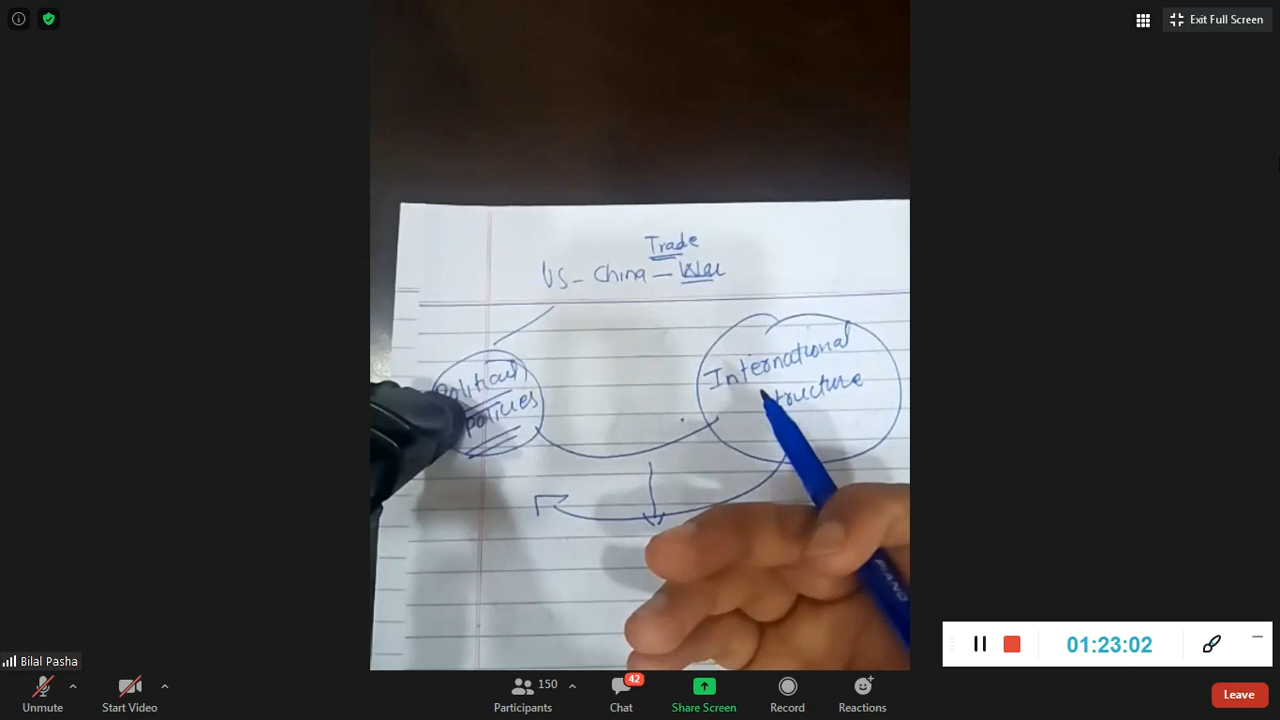 Exit Full Screen
Trade
US - China - War
Political
policies
International
Structure
PIANO
01:23:02
Bilal Pasha
Unmute
Start Video
150
Participants
42
Chat
Share Screen
Record
Reactions
Leave